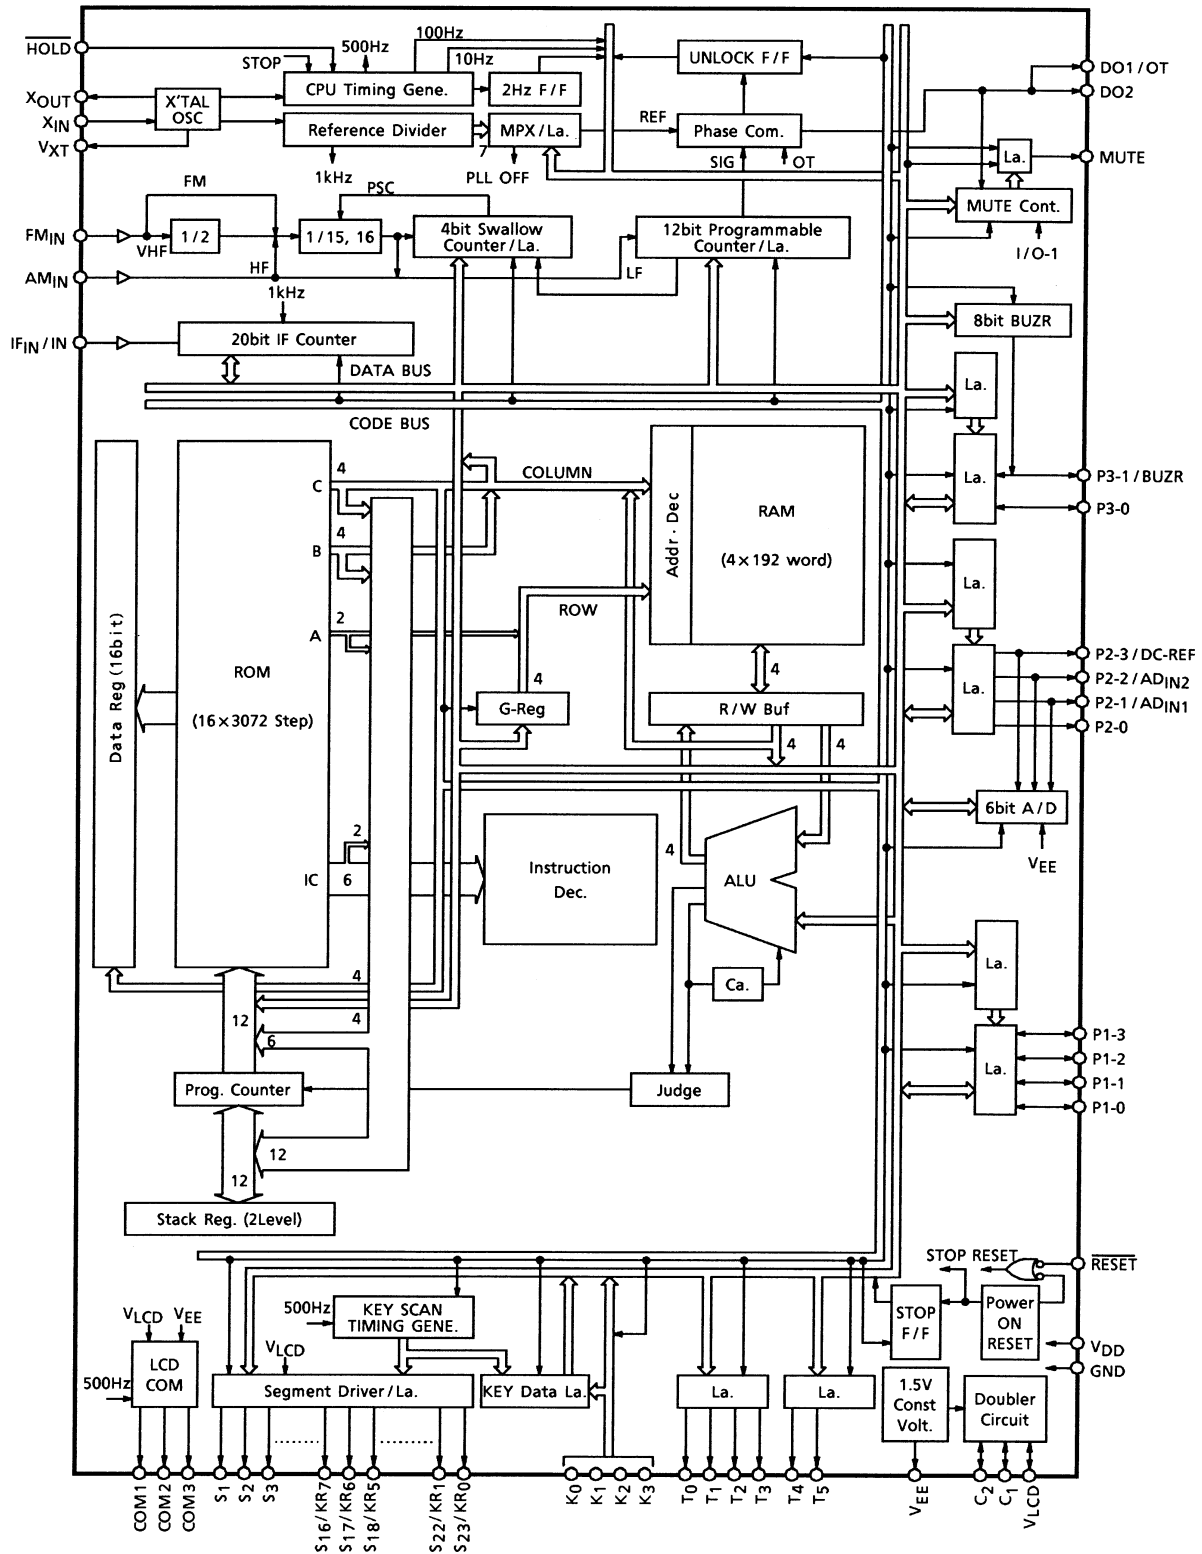 HOLD
STOP
500Hz
100Hz
10Hz
CPU Timing Gene.
2Hz F/F
UNLOCK F/F
DO1/OT
DO2
XOUT
XIN
VXT
X'TAL
OSC
Reference Divider
MPX/La.
REF
Phase Com.
7
1kHz
PLL OFF
SIG
OT
La.
MUTE
FM
PSC
MUTE Cont.
I/O-1
FMIN
VHF
1/2
1/15, 16
4bit Swallow
Counter/La.
12bit Programmable
Counter/La.
AMIN
HF
LF
1kHz
8bit BUZR
IFIN/IN
20bit IF Counter
DATA BUS
CODE BUS
La.
La.
P3-1/BUZR
P3-0
Data Reg (16bit)
ROM
(16×3072 Step)
C
4
B
4
A
2
COLUMN
ROW
4
Addr. Dec
RAM
(4×192 word)
4
G-Reg
R/W Buf
4
4
La.
La.
P2-3/DC-REF
P2-2/ADIN2
P2-1/ADIN1
P2-0
6bit A/D
VEE
IC
2
6
Instruction
Dec.
4
ALU
Ca.
La.
La.
P1-3
P1-2
P1-1
P1-0
4
4
12
6
Prog. Counter
Judge
12
12
Stack Reg. (2Level)
STOP RESET
RESET
STOP
F/F
Power
ON
RESET
VDD
GND
500Hz
KEY SCAN
TIMING GENE.
VLCD
VEE
LCD
COM
500Hz
VLCD
Segment Driver/La.
KEY Data La.
La.
La.
1.5V
Const
Volt.
Doubler
Circuit
COM1
COM2
COM3
S1
S2
S3
S16/KR7
S17/KR6
S18/KR5
S22/KR1
S23/KR0
K0
K1
K2
K3
T0
T1
T2
T3
T4
T5
VEE
C2
C1
VLCD